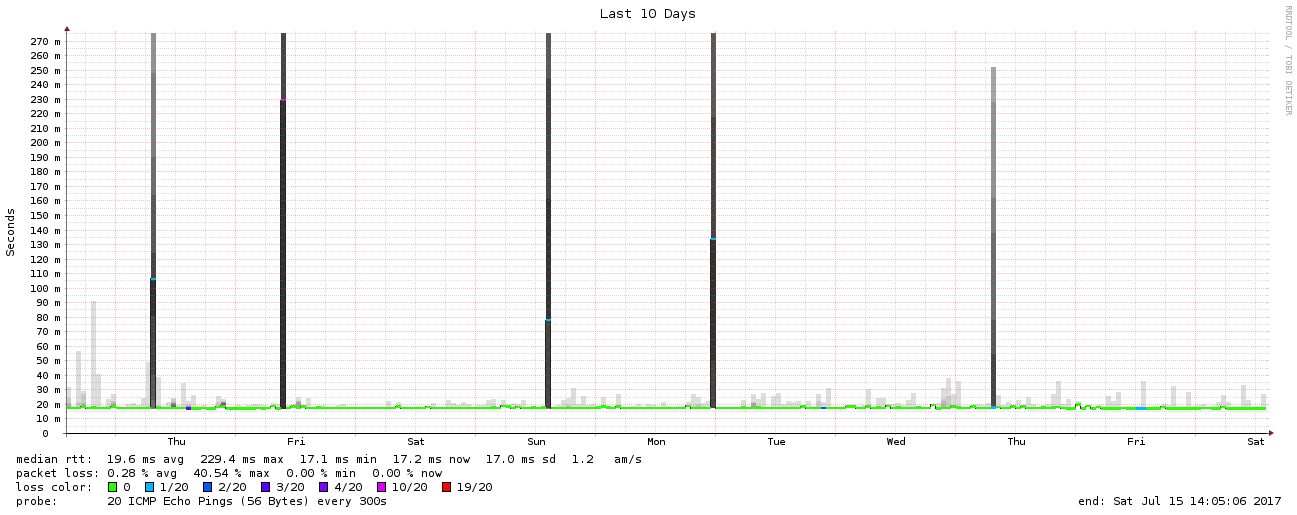 Last 10 Days
RRDTOOL / TOBI OETIKER
Seconds
270 m
260 m
250 m
240 m
230 m
220 m
210 m
200 m
190 m
180 m
170 m
160 m
150 m
140 m
130 m
120 m
110 m
100 m
90 m
80 m
70 m
60 m
50 m
40 m
30 m
20 m
10 m
0
Thu Fri Sat Sun Mon Tue Wed Thu Fri Sat
median rtt: 19.6 ms avg 229.4 ms max 17.1 ms min 17.2 ms now 17.0 ms sd 1.2 am/s
packet loss: 0.28 % avg 40.54 % max 0.00 % min 0.00 % now
loss color: 0 1/20 2/20 3/20 4/20 10/20 19/20
probe: 20 ICMP Echo Pings (56 Bytes) every 300s end: Sat Jul 15 14:05:06 2017